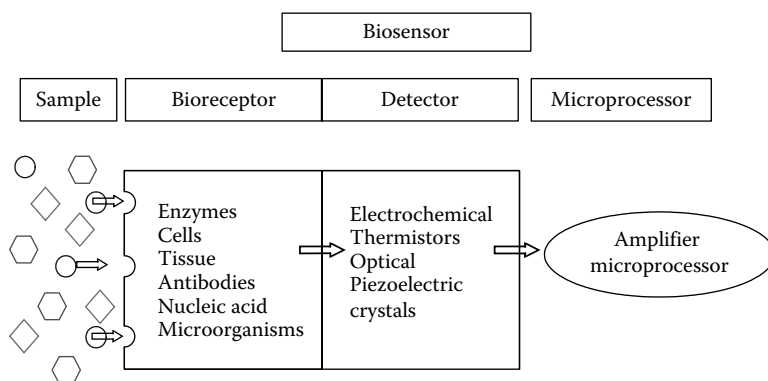 Biosensor
Sample
Bioreceptor
Detector
Microprocessor
Enzymes
Cells
Tissue
Antibodies
Nucleic acid
Microorganisms
Electrochemical
Thermistors
Optical
Piezoelectric
crystals
Amplifier
microprocessor